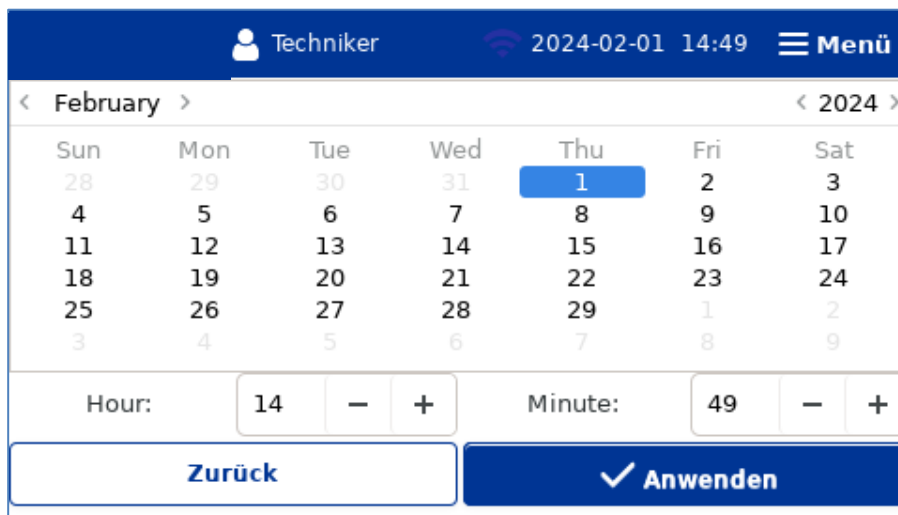 Techniker 2024-02-01 14:49 Menü
< February > < 2024 >
Sun Mon Tue Wed Thu Fri Sat
28 29 30 31 1 2 3
4 5 6 7 8 9 10
11 12 13 14 15 16 17
18 19 20 21 22 23 24
25 26 27 28 29 1 2
3 4 5 6 7 8 9
Hour: 14 − + Minute: 49 − +
Zurück Anwenden